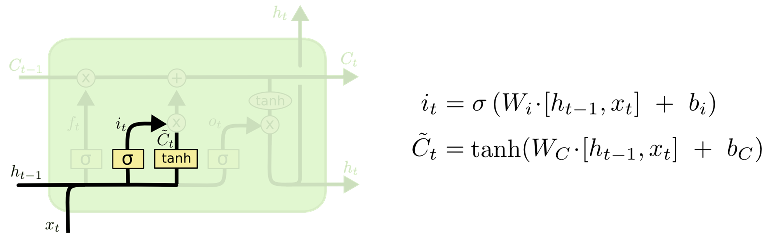 h_t
C_{t-1}
C_t
x
+
tanh
f_t
i_t
C̃_t
x
o_t
x
σ
σ
tanh
σ
h_{t-1}
h_t
x_t
i_t = σ (W_i·[h_{t-1}, x_t] + b_i)
C̃_t = tanh(W_C·[h_{t-1}, x_t] + b_C)